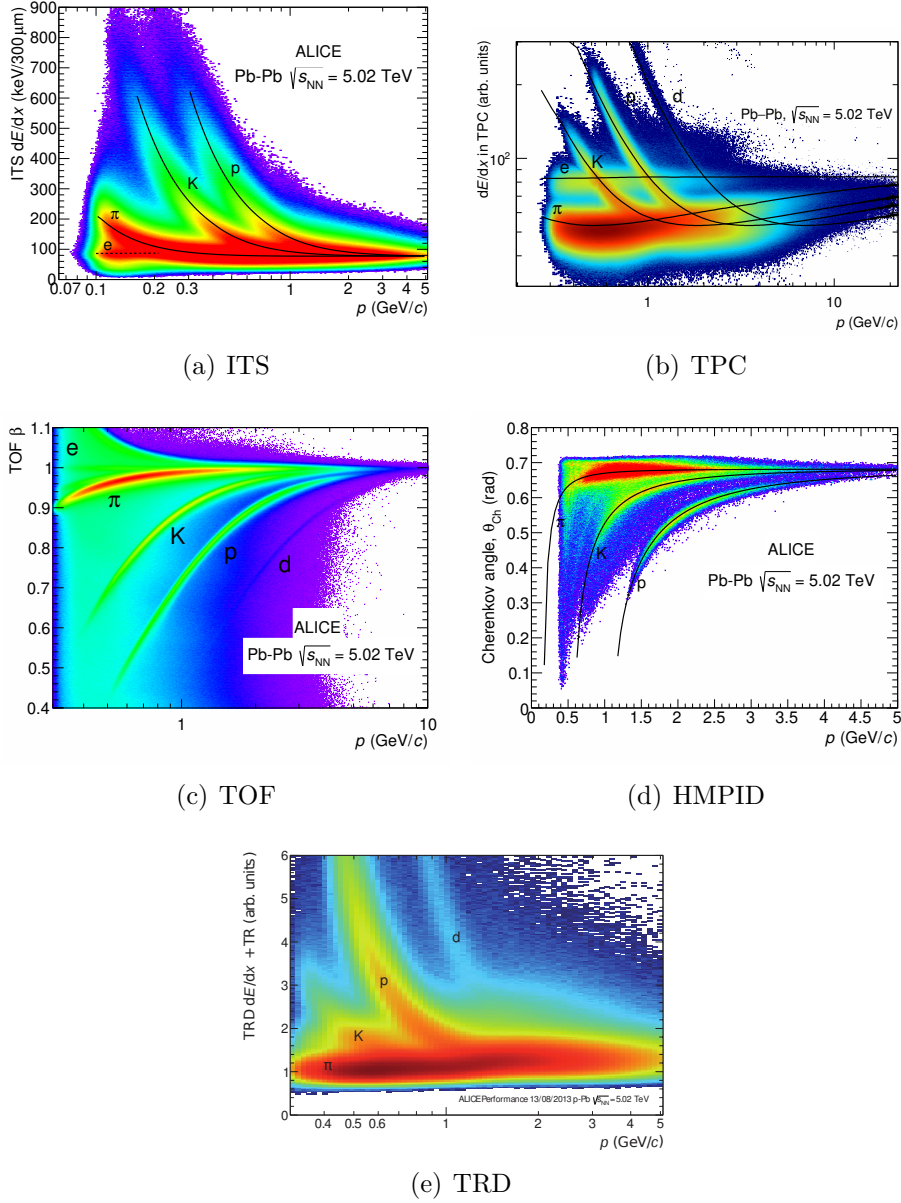 ITS dE/dx (keV/300μm)
900
800
700
600
500
400
300
200
100
0
ALICE
Pb-Pb √sNN = 5.02 TeV
K
p
π
e
0.07 0.1 0.2 0.3 1 2 3 4 5
p (GeV/c)
(a) ITS
dE/dx in TPC (arb. units)
10²
p
d
Pb–Pb, √sNN = 5.02 TeV
e
K
π
1 10
p (GeV/c)
(b) TPC
TOF β
1.1
1
0.9
0.8
0.7
0.6
0.5
0.4
e
π
K
p
d
ALICE
Pb-Pb √sNN = 5.02 TeV
1 10
p (GeV/c)
(c) TOF
Cherenkov angle, θCh (rad)
0.8
0.7
0.6
0.5
0.4
0.3
0.2
0.1
0
π
K
p
ALICE
Pb-Pb √sNN = 5.02 TeV
0 0.5 1 1.5 2 2.5 3 3.5 4 4.5 5
p (GeV/c)
(d) HMPID
TRD dE/dx + TR (arb. units)
6
5
4
3
2
1
0
d
p
K
π
ALICE Performance 13/08/2013 p-Pb √sNN = 5.02 TeV
0.4 0.5 0.6 1 2 3 4 5
p (GeV/c)
(e) TRD